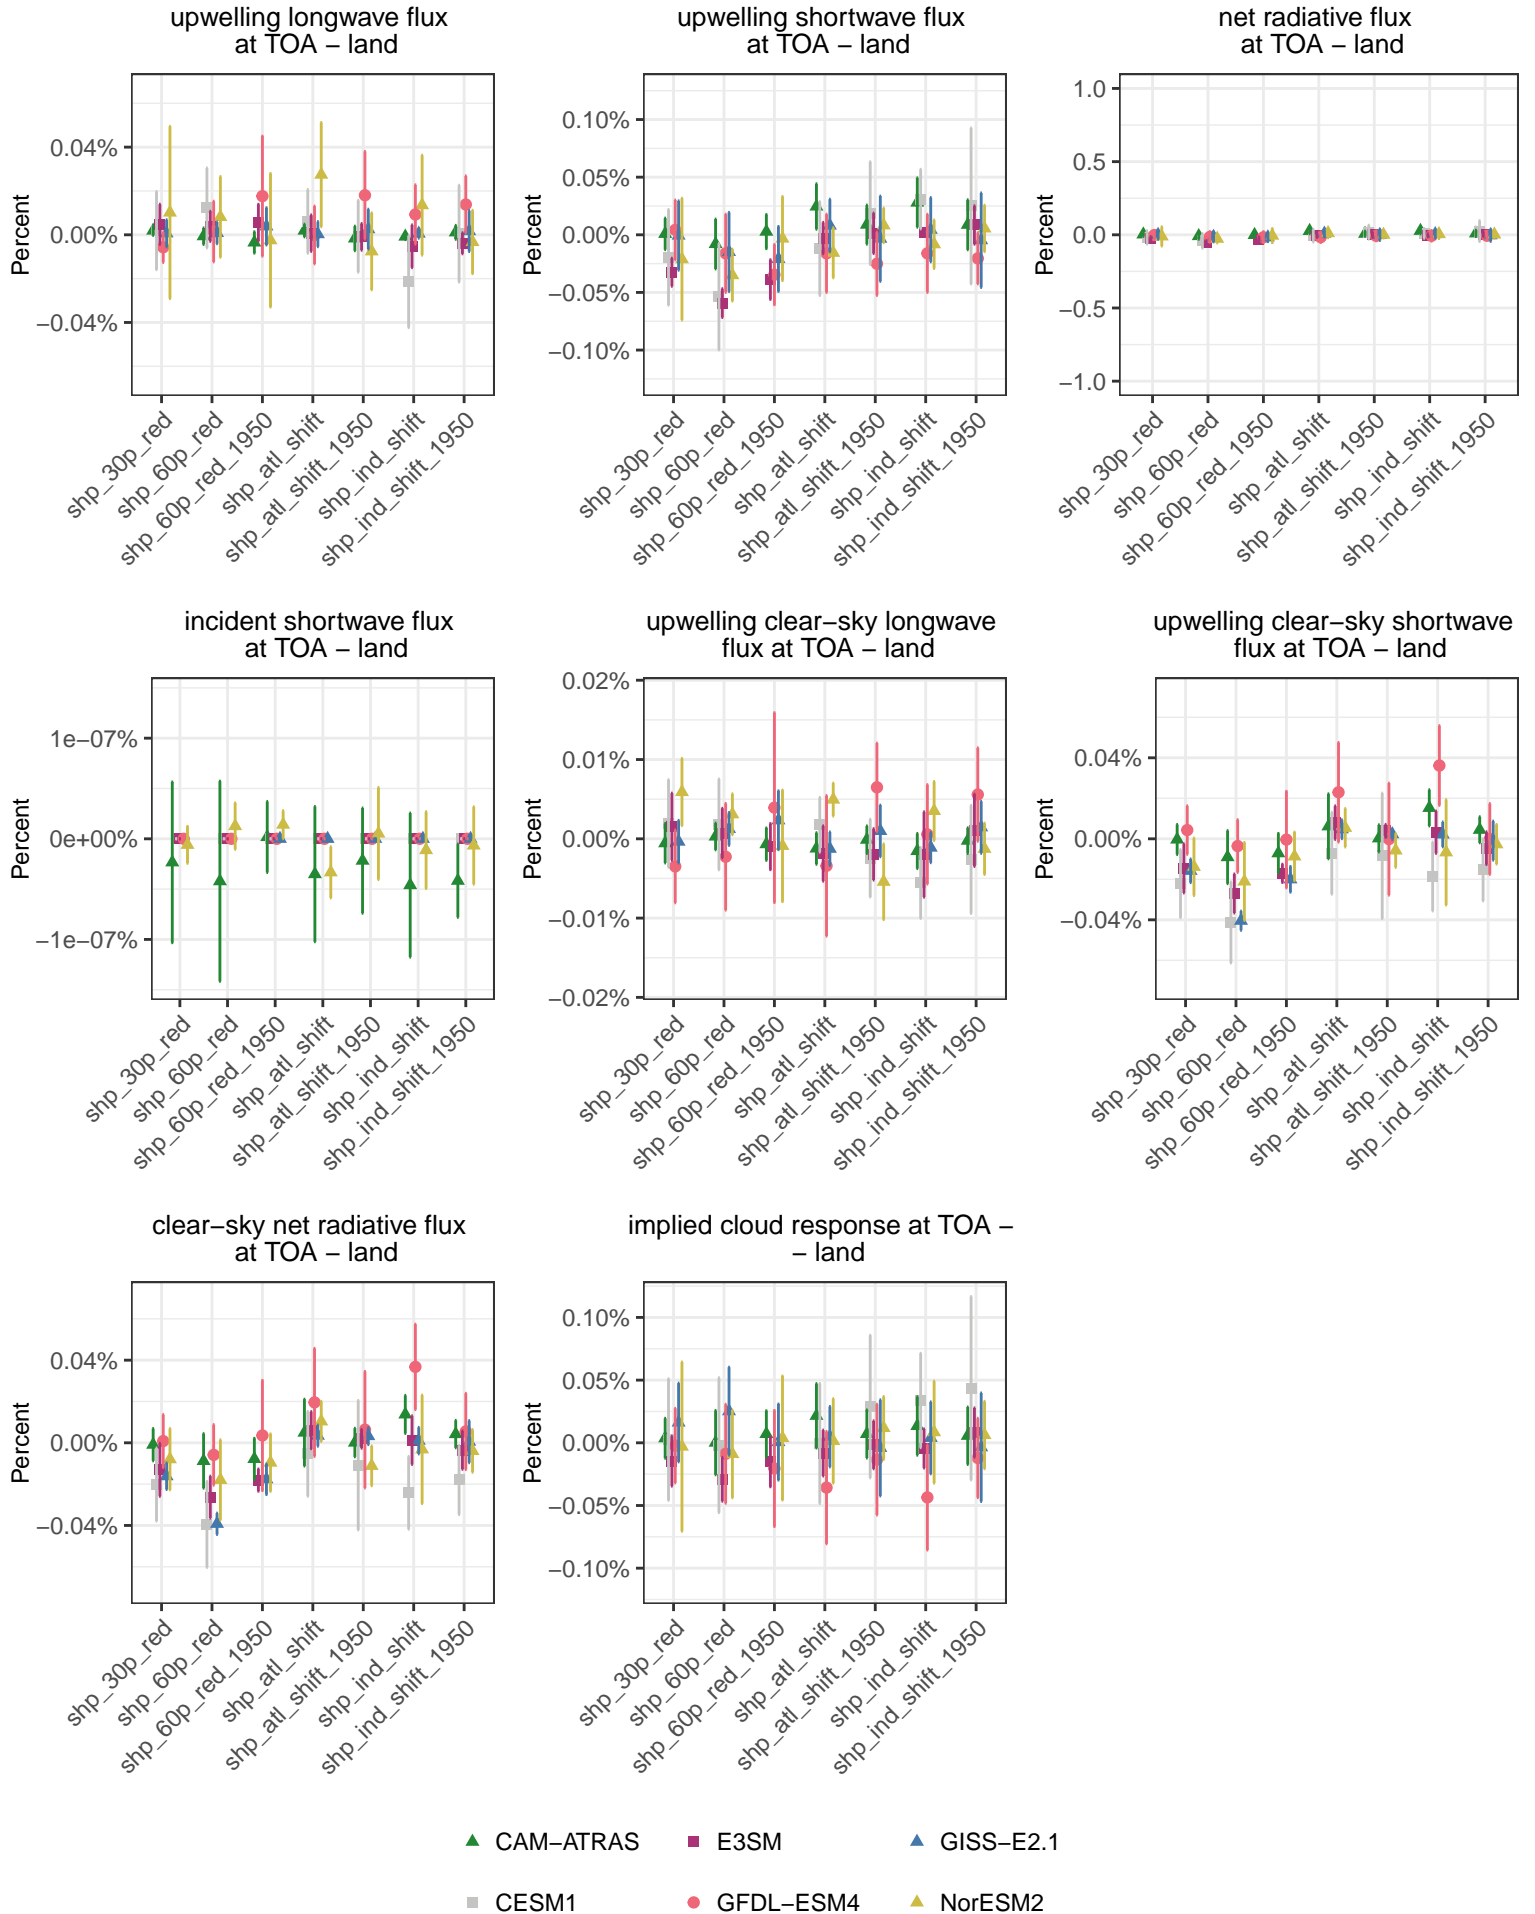 upwelling longwave flux
at TOA − land
upwelling shortwave flux
at TOA − land
net radiative flux
at TOA − land
Percent
0.04%
0.00%
−0.04%
shp_30p_red
shp_60p_red
shp_60p_red_1950
shp_atl_shift
shp_atl_shift_1950
shp_ind_shift
shp_ind_shift_1950
Percent
0.10%
0.05%
0.00%
−0.05%
−0.10%
shp_30p_red
shp_60p_red
shp_60p_red_1950
shp_atl_shift
shp_atl_shift_1950
shp_ind_shift
shp_ind_shift_1950
Percent
1.0
0.5
0.0
−0.5
−1.0
shp_30p_red
shp_60p_red
shp_60p_red_1950
shp_atl_shift
shp_atl_shift_1950
shp_ind_shift
shp_ind_shift_1950
incident shortwave flux
at TOA − land
upwelling clear−sky longwave
flux at TOA − land
upwelling clear−sky shortwave
flux at TOA − land
Percent
1e−07%
0e+00%
−1e−07%
shp_30p_red
shp_60p_red
shp_60p_red_1950
shp_atl_shift
shp_atl_shift_1950
shp_ind_shift
shp_ind_shift_1950
Percent
0.02%
0.01%
0.00%
−0.01%
−0.02%
shp_30p_red
shp_60p_red
shp_60p_red_1950
shp_atl_shift
shp_atl_shift_1950
shp_ind_shift
shp_ind_shift_1950
Percent
0.04%
0.00%
−0.04%
shp_30p_red
shp_60p_red
shp_60p_red_1950
shp_atl_shift
shp_atl_shift_1950
shp_ind_shift
shp_ind_shift_1950
clear−sky net radiative flux
at TOA − land
implied cloud response at TOA −
− land
Percent
0.04%
0.00%
−0.04%
shp_30p_red
shp_60p_red
shp_60p_red_1950
shp_atl_shift
shp_atl_shift_1950
shp_ind_shift
shp_ind_shift_1950
Percent
0.10%
0.05%
0.00%
−0.05%
−0.10%
shp_30p_red
shp_60p_red
shp_60p_red_1950
shp_atl_shift
shp_atl_shift_1950
shp_ind_shift
shp_ind_shift_1950
CAM−ATRAS
E3SM
GISS−E2.1
CESM1
GFDL−ESM4
NorESM2